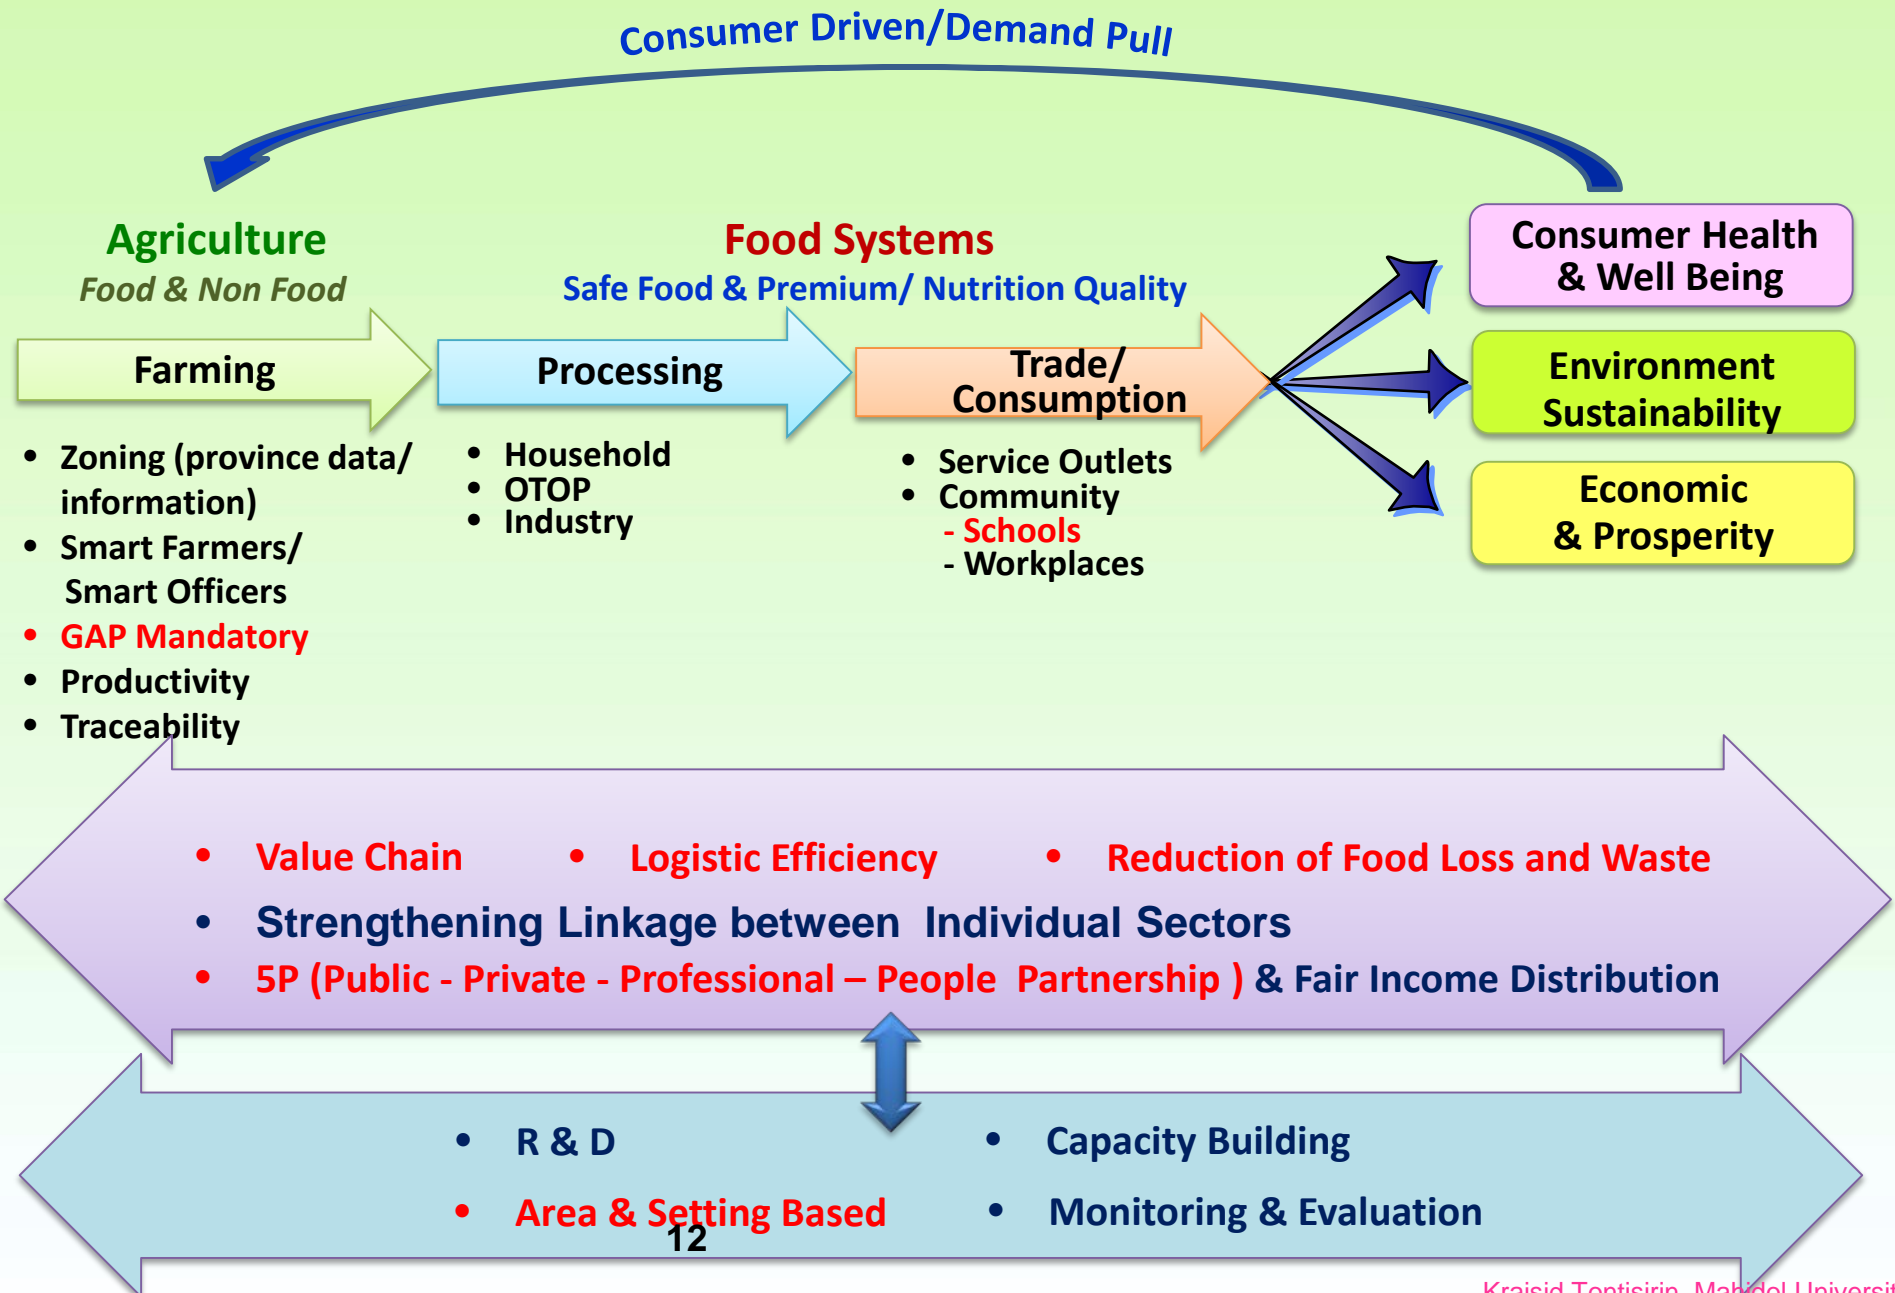 Consumer Driven/Demand Pull
Agriculture
Food & Non Food
Food Systems
Safe Food & Premium/ Nutrition Quality
Farming
Processing
Trade/
Consumption
Consumer Health
& Well Being
Environment
Sustainability
Economic
& Prosperity
• Zoning (province data/
information)
• Smart Farmers/
Smart Officers
• GAP Mandatory
• Productivity
• Traceability
• Household
• OTOP
• Industry
• Service Outlets
• Community
- Schools
- Workplaces
• Value Chain • Logistic Efficiency • Reduction of Food Loss and Waste
• Strengthening Linkage between Individual Sectors
• 5P (Public - Private - Professional – People Partnership ) & Fair Income Distribution
• R & D • Capacity Building
• Area & Setting Based • Monitoring & Evaluation
12
Kraisid Tontisirin, Mahidol Universit